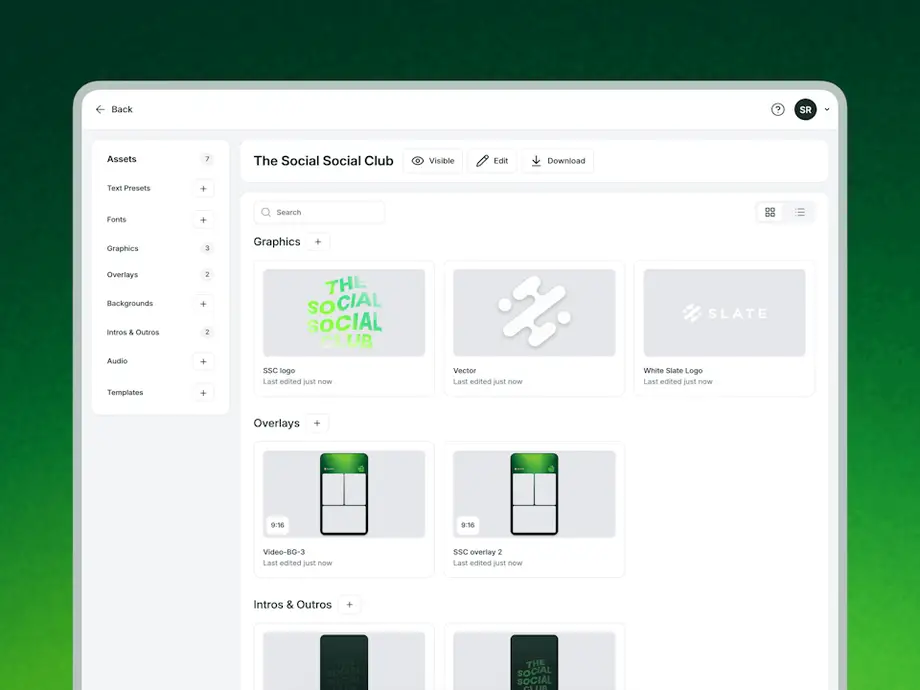 Back
SR
Assets
7
Text Presets
Fonts
Graphics
3
Overlays
2
Backgrounds
Intros & Outros
2
Audio
Templates
The Social Social Club
Visible
Edit
Download
Search
Graphics
THE
SOCIAL
SOCIAL
CLUB
SSC logo
Last edited just now
Vector
Last edited just now
SLATE
White Slate Logo
Last edited just now
Overlays
9:16
Video-BG-3
Last edited just now
9:16
SSC overlay 2
Last edited just now
Intros & Outros
THE
SOCIAL
SOCIAL
CLUB